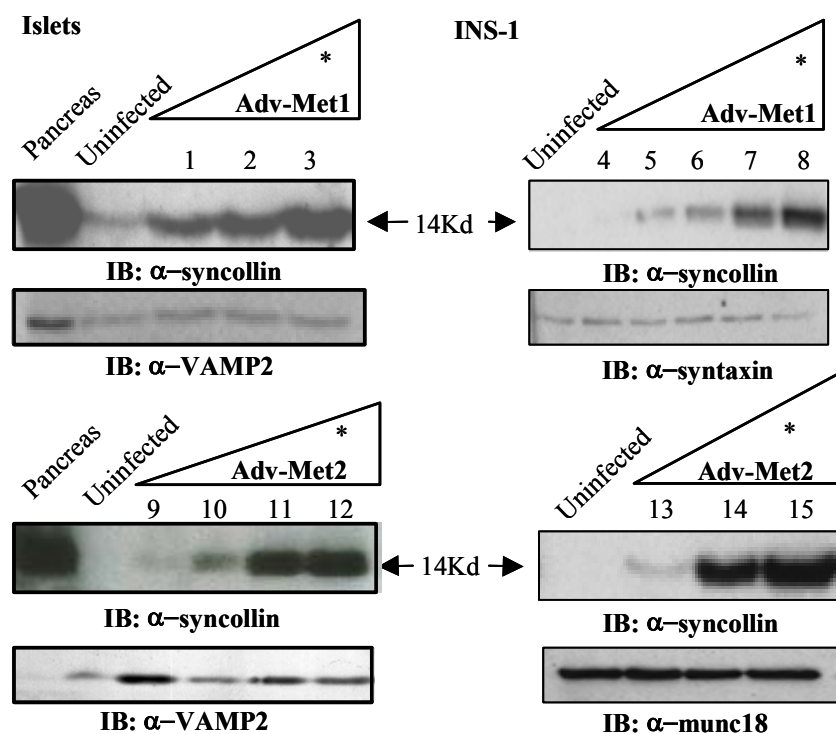 Islets
INS-1
*
*
Adv-Met1
Adv-Met1
Pancreas
Uninfected
Uninfected
1 2 3
4 5 6 7 8
14Kd
IB: α–syncollin
IB: α–syncollin
IB: α–VAMP2
IB: α–syntaxin
*
*
Adv-Met2
Adv-Met2
Pancreas
Uninfected
Uninfected
9 10 11 12
13 14 15
14Kd
IB: α–syncollin
IB: α–syncollin
IB: α–VAMP2
IB: α–munc18